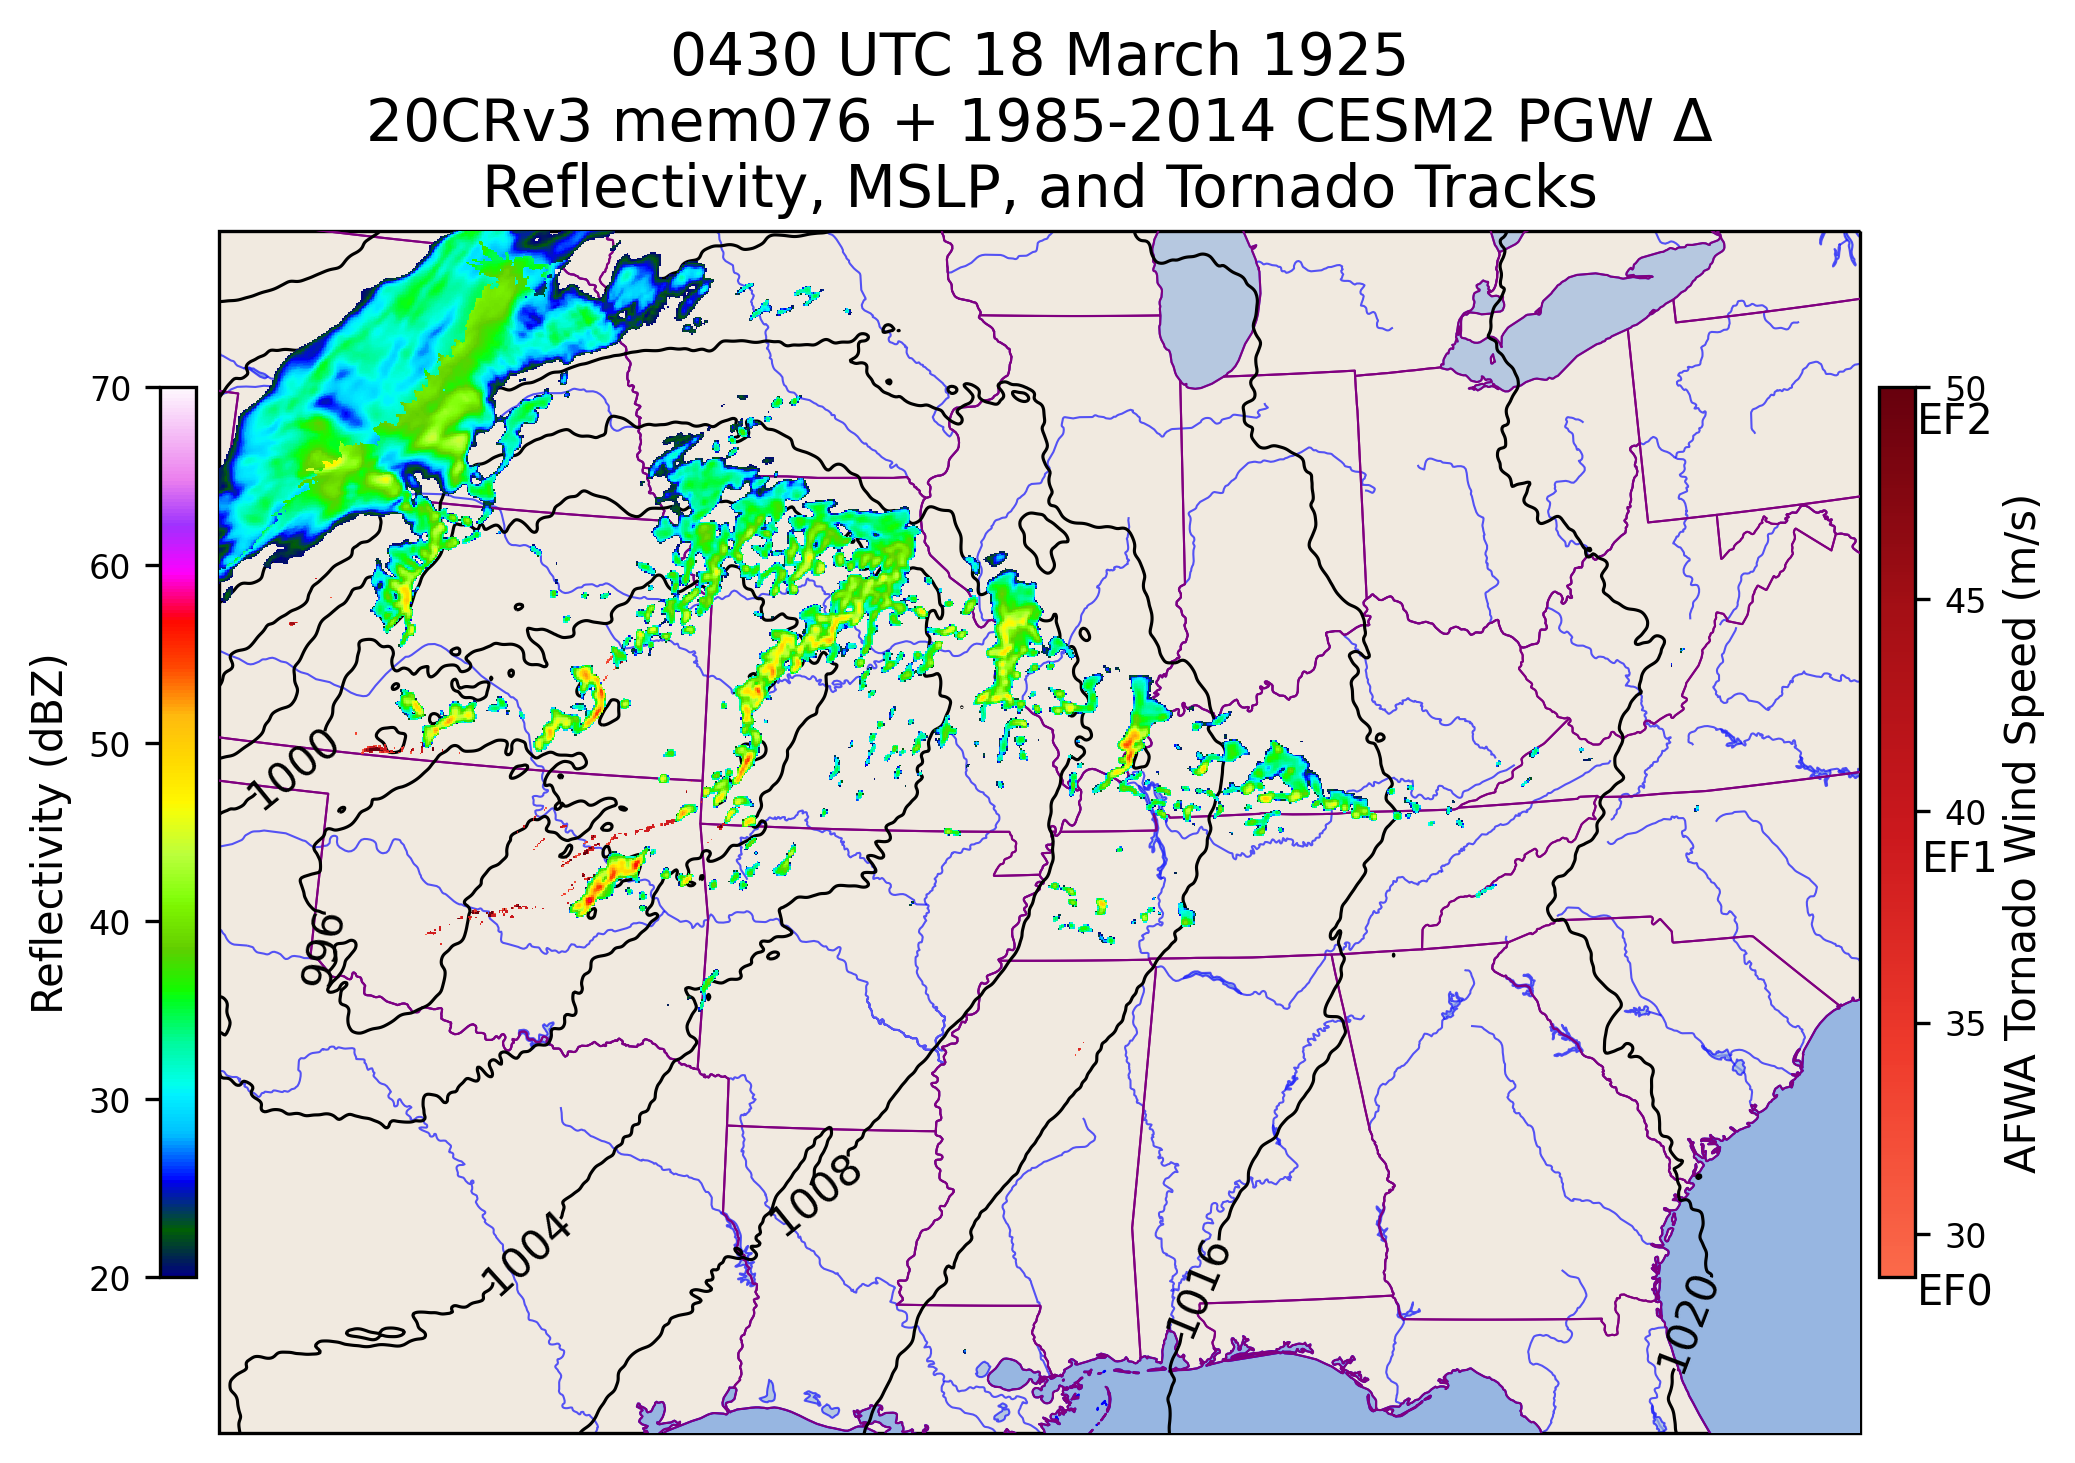 0430 UTC 18 March 1925
20CRv3 mem076 + 1985-2014 CESM2 PGW Δ
Reflectivity, MSLP, and Tornado Tracks
70
60
50
40
30
20
Reflectivity (dBZ)
1000
996
1004
1008
1016
1020
50
EF2
45
40
EF1
35
30
EF0
AFWA Tornado Wind Speed (m/s)